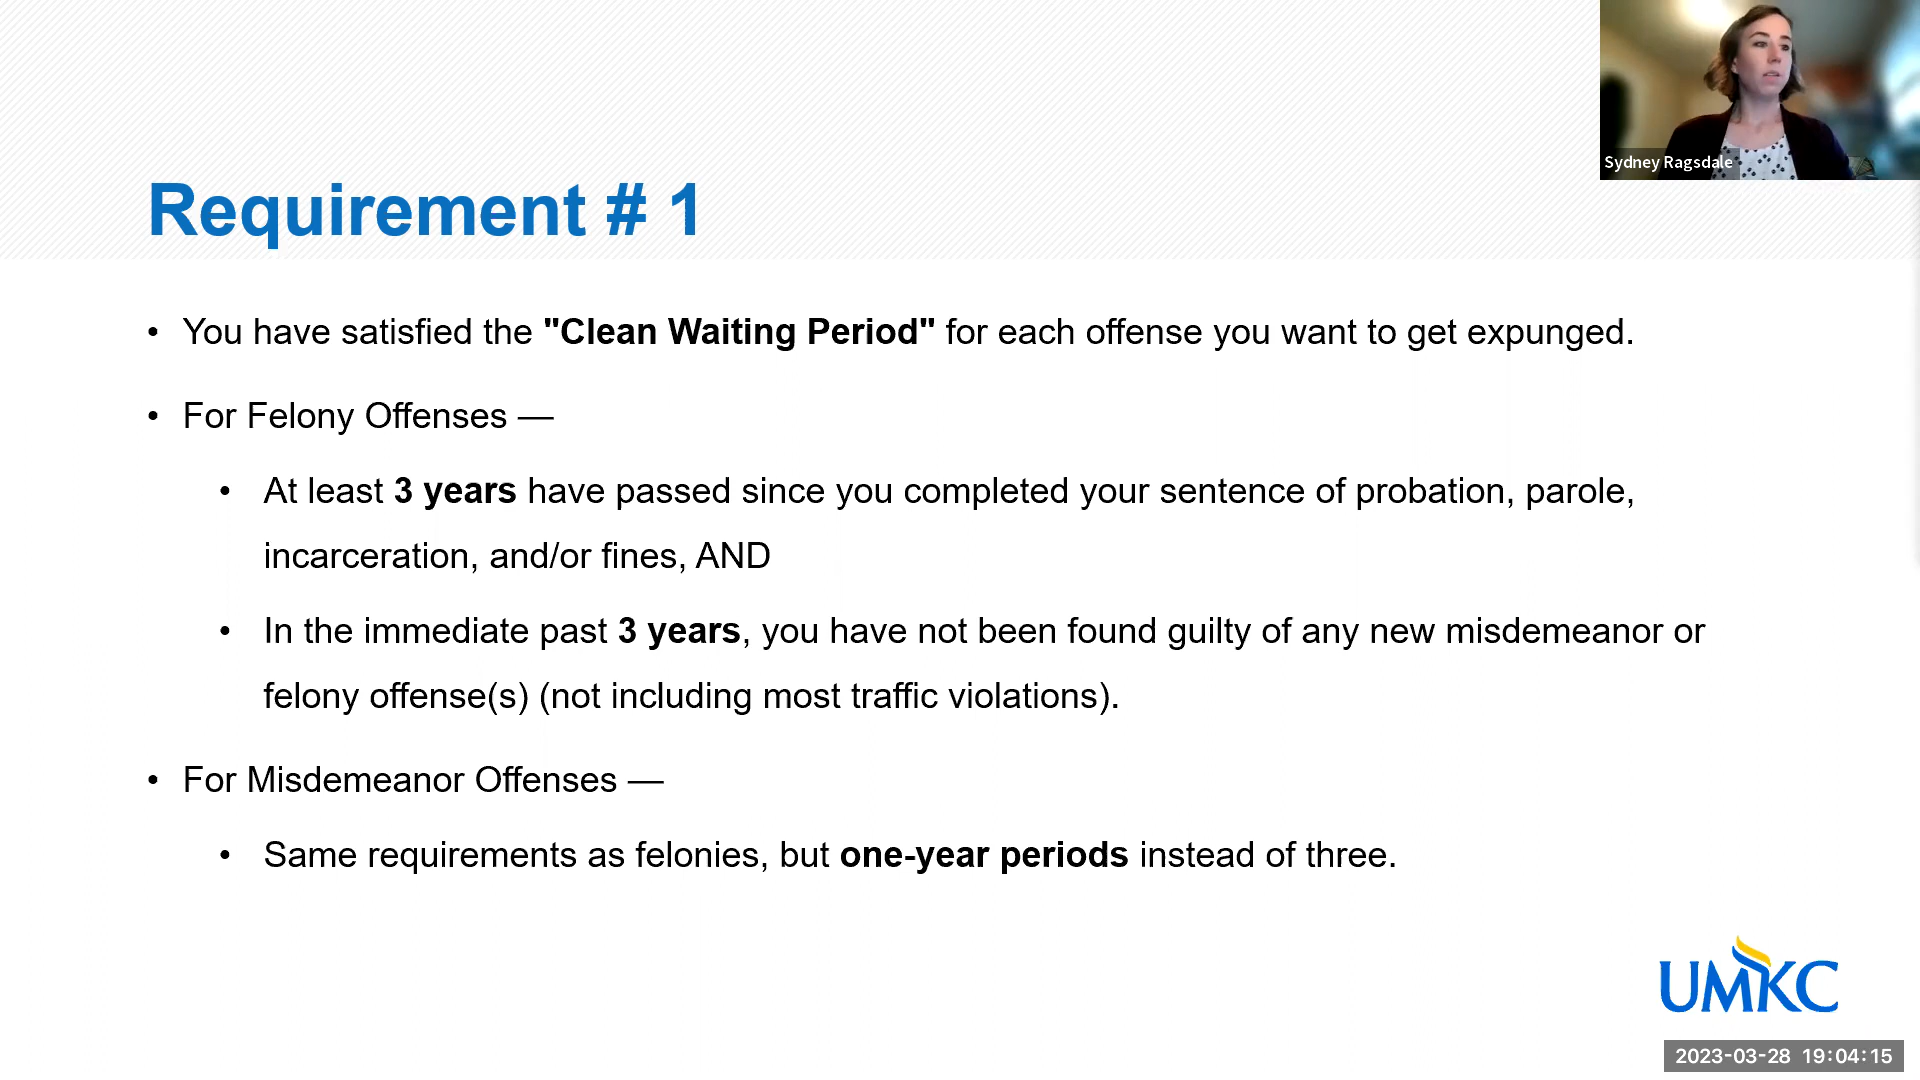 Sydney Ragsdale
Requirement # 1
• You have satisfied the "Clean Waiting Period" for each offense you want to get expunged.
• For Felony Offenses —
• At least 3 years have passed since you completed your sentence of probation, parole,
incarceration, and/or fines, AND
• In the immediate past 3 years, you have not been found guilty of any new misdemeanor or
felony offense(s) (not including most traffic violations).
• For Misdemeanor Offenses —
• Same requirements as felonies, but one-year periods instead of three.
UMKC
2023-03-28 19:04:15